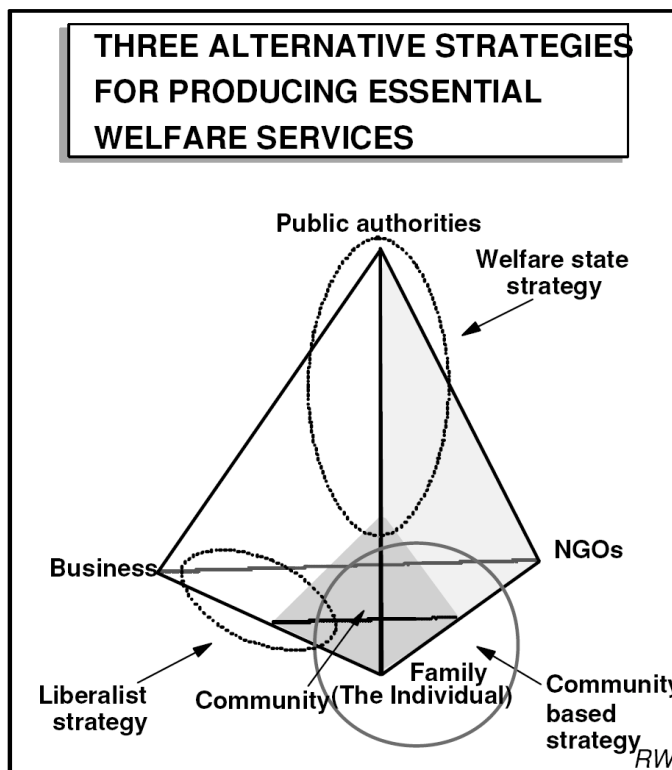 THREE ALTERNATIVE STRATEGIES
FOR PRODUCING ESSENTIAL
WELFARE SERVICES
Public authorities
Welfare state
strategy
NGOs
Business
Family
(The Individual)
Community
Liberalist
strategy
Community
based
strategy
RW